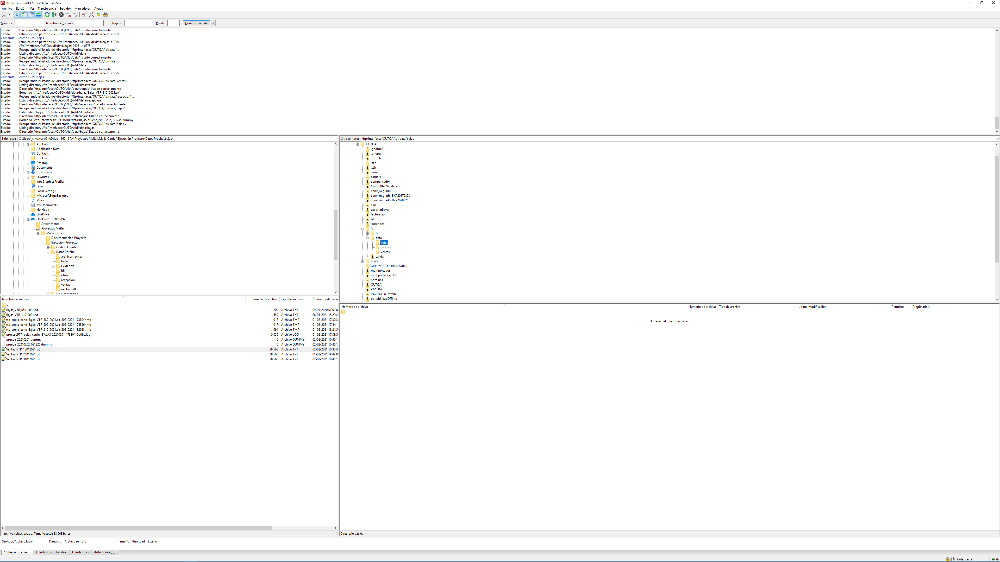 sftp://usroutqa@172.17.226.24 - FileZilla
Archivo Edición Ver Transferencia Servidor Marcadores Ayuda
Servidor: Nombre de usuario: Contraseña: Puerto: Conexión rápida
Estado: Directorio "/ftp/interfaces/OUTQA/ldi/data" listado correctamente
Estado: Estableciendo permisos de '/ftp/interfaces/OUTQA/ldi/data/bajas' a '335'
Comando: chmod 335 "bajas"
Estado: Estableciendo permisos de '/ftp/interfaces/OUTQA/ldi/data/bajas' a '775'
Estado: /ftp/interfaces/OUTQA/ldi/data/bajas: 0335 -> 0775
Estado: Recuperando el listado del directorio "/ftp/interfaces/OUTQA/ldi/data"...
Estado: Listing directory /ftp/interfaces/OUTQA/ldi/data
Estado: Directorio "/ftp/interfaces/OUTQA/ldi/data" listado correctamente
Estado: Recuperando el listado del directorio "/ftp/interfaces/OUTQA/ldi/data"...
Estado: Listing directory /ftp/interfaces/OUTQA/ldi/data
Estado: Directorio "/ftp/interfaces/OUTQA/ldi/data" listado correctamente
Estado: Estableciendo permisos de '/ftp/interfaces/OUTQA/ldi/data/bajas' a '775'
Comando: chmod 775 "bajas"
Estado: Recuperando el listado del directorio "/ftp/interfaces/OUTQA/ldi/data/ventas"...
Estado: Listing directory /ftp/interfaces/OUTQA/ldi/data/ventas
Estado: Directorio "/ftp/interfaces/OUTQA/ldi/data/ventas" listado correctamente
Estado: Borrando "/ftp/interfaces/OUTQA/ldi/data/bajas/Bajas_VTR_31012021.txt"
Estado: Recuperando el listado del directorio "/ftp/interfaces/OUTQA/ldi/data/recepcion"...
Estado: Listing directory /ftp/interfaces/OUTQA/ldi/data/recepcion
Estado: Directorio "/ftp/interfaces/OUTQA/ldi/data/recepcion" listado correctamente
Estado: Recuperando el listado del directorio "/ftp/interfaces/OUTQA/ldi/data/bajas"...
Estado: Listing directory /ftp/interfaces/OUTQA/ldi/data/bajas
Estado: Directorio "/ftp/interfaces/OUTQA/ldi/data/bajas" listado correctamente
Estado: Borrando "/ftp/interfaces/OUTQA/ldi/data/bajas/prueba_20210202_111745.dummy"
Estado: Recuperando el listado del directorio "/ftp/interfaces/OUTQA/ldi/data/bajas"...
Estado: Listing directory /ftp/interfaces/OUTQA/ldi/data/bajas
Estado: Directorio "/ftp/interfaces/OUTQA/ldi/data/bajas" listado correctamente
Sitio local: C:\Users\jsilvamar\OneDrive - 160K SPA\Proyectos Mallas\Malla Carrier\Ejecución Proyecto\Datos Prueba\bajas\
AppData
Application Data
Contacts
Cookies
Desktop
Documents
Downloads
Favorites
IntelGraphicsProfiles
Links
Local Settings
MicrosoftEdgeBackups
Music
My Documents
NetHood
OneDrive
OneDrive - 160K SPA
Attachments
Proyectos Mallas
Malla Carrier
Documentación Proyecto
Ejecución Proyecto
Código Fuente
Datos Prueba
archivos revisar
bajas
Evidencia
ldi
otros
recepcion
ventas
ventas_diff
Documentación
Nombre de archivo Tamaño de archivo Tipo de archivo Última modificaci
..
Bajas_VTR_05012021.txt 1.209 Archivo TXT 09-04-2020 0:30:00
Bajas_VTR_11012021.txt 559 Archivo TXT 28-01-2021 15:29:2
ftp_copia_echo_Bajas_VTR_28012021.txt_20210201_173804.tmp 1.017 Archivo TMP 01-02-2021 17:39:3
ftp_copia_echo_Bajas_VTR_30012021.txt_20210201_174336.tmp 1.017 Archivo TMP 01-02-2021 17:44:1
ftp_copia_echo_Bajas_VTR_31012021.txt_20210201_182028.tmp 994 Archivo TMP 01-02-2021 18:21:5
procesoFTP_bajas_carrier_BAJAS_20210201_173804_DetEje.log 5.055 Archivo LOG 01-02-2021 17:38:5
prueba_20210201.dummy 0 Archivo DUMMY 02-02-2021 10:46:1
prueba_20210202_091325.dummy 0 Archivo DUMMY 02-02-2021 10:46:1
Ventas_VTR_13012021.txt 38.568 Archivo TXT 02-02-2021 10:37:4
Ventas_VTR_25012021.txt 38.568 Archivo TXT 01-02-2021 19:42:0
Ventas_VTR_31012021.txt 38.568 Archivo TXT 02-02-2021 10:46:1
1 archivo seleccionado. Tamaño total: 38.568 bytes
Sitio remoto: /ftp/interfaces/OUTQA/ldi/data/bajas
OUTQA
.gnome2
.gnupg
.mozilla
.sec
.ssh
.vim
carriers
compensador
ConfigPlanValidate
conv_migradb
conv_migradb_BKP20170823
conv_migradb_BKP2070526
eim
exportarllaver
facturacion
GL
lsuscriber
ldi
bin
data
bajas
recepcion
ventas
salida
ldiab
MUL-MULTIPORTADORES
multiportador
multiportador_OLD
nominas
OUTQA
PAC_PAT
PACPATEnTramite
portabilidadOffline
Nombre de archivo Tamaño de archivo Tipo de archivo Última modificación Permisos Propietario/...
..
Listado del directorio vacío
Directorio vacío.
Servidor/Archivo local Direcci... Archivo remoto Tamaño Prioridad Estado
Archivos en cola Transferencias fallidas Transferencias satisfactorias (6)
Cola: vacía